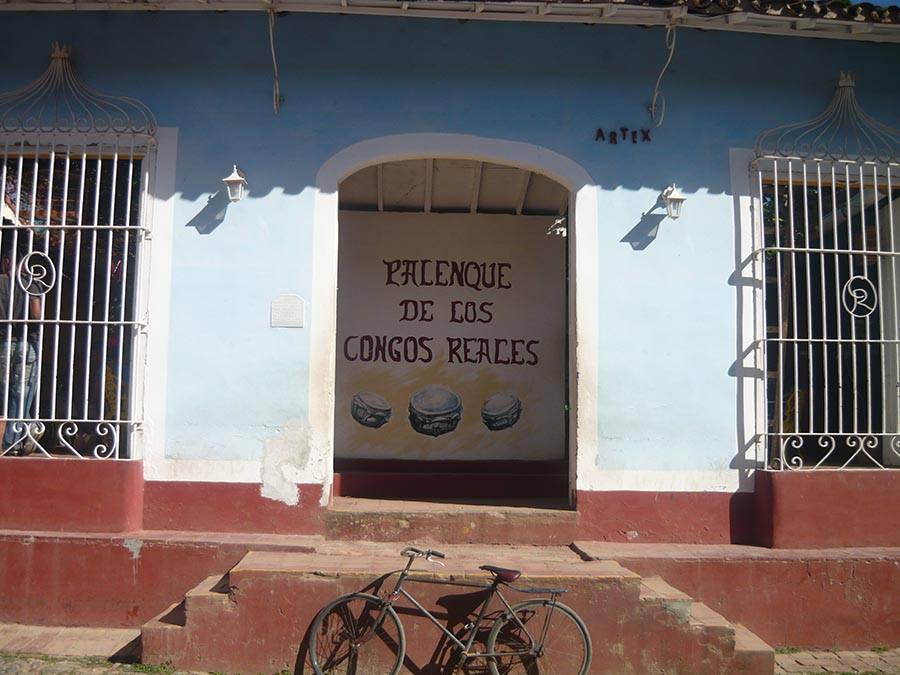 ARTEX
PALENQUE
DE LOS
CONGOS REALES